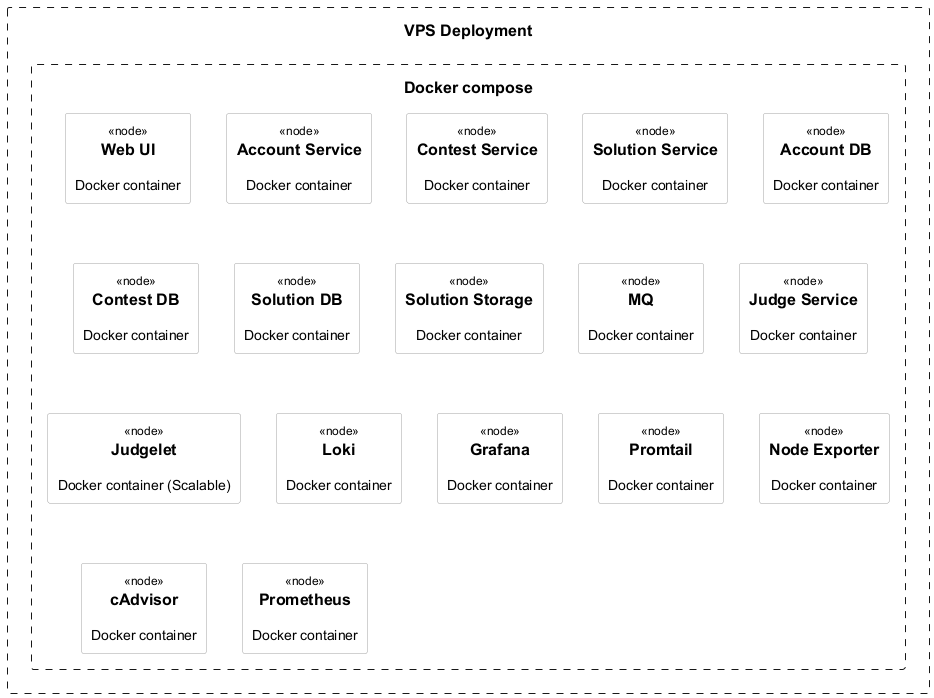 VPS Deployment
Docker compose
«node»
Web UI
Docker container
«node»
Account Service
Docker container
«node»
Contest Service
Docker container
«node»
Solution Service
Docker container
«node»
Account DB
Docker container
«node»
Contest DB
Docker container
«node»
Solution DB
Docker container
«node»
Solution Storage
Docker container
«node»
MQ
Docker container
«node»
Judge Service
Docker container
«node»
Judgelet
Docker container (Scalable)
«node»
Loki
Docker container
«node»
Grafana
Docker container
«node»
Promtail
Docker container
«node»
Node Exporter
Docker container
«node»
cAdvisor
Docker container
«node»
Prometheus
Docker container